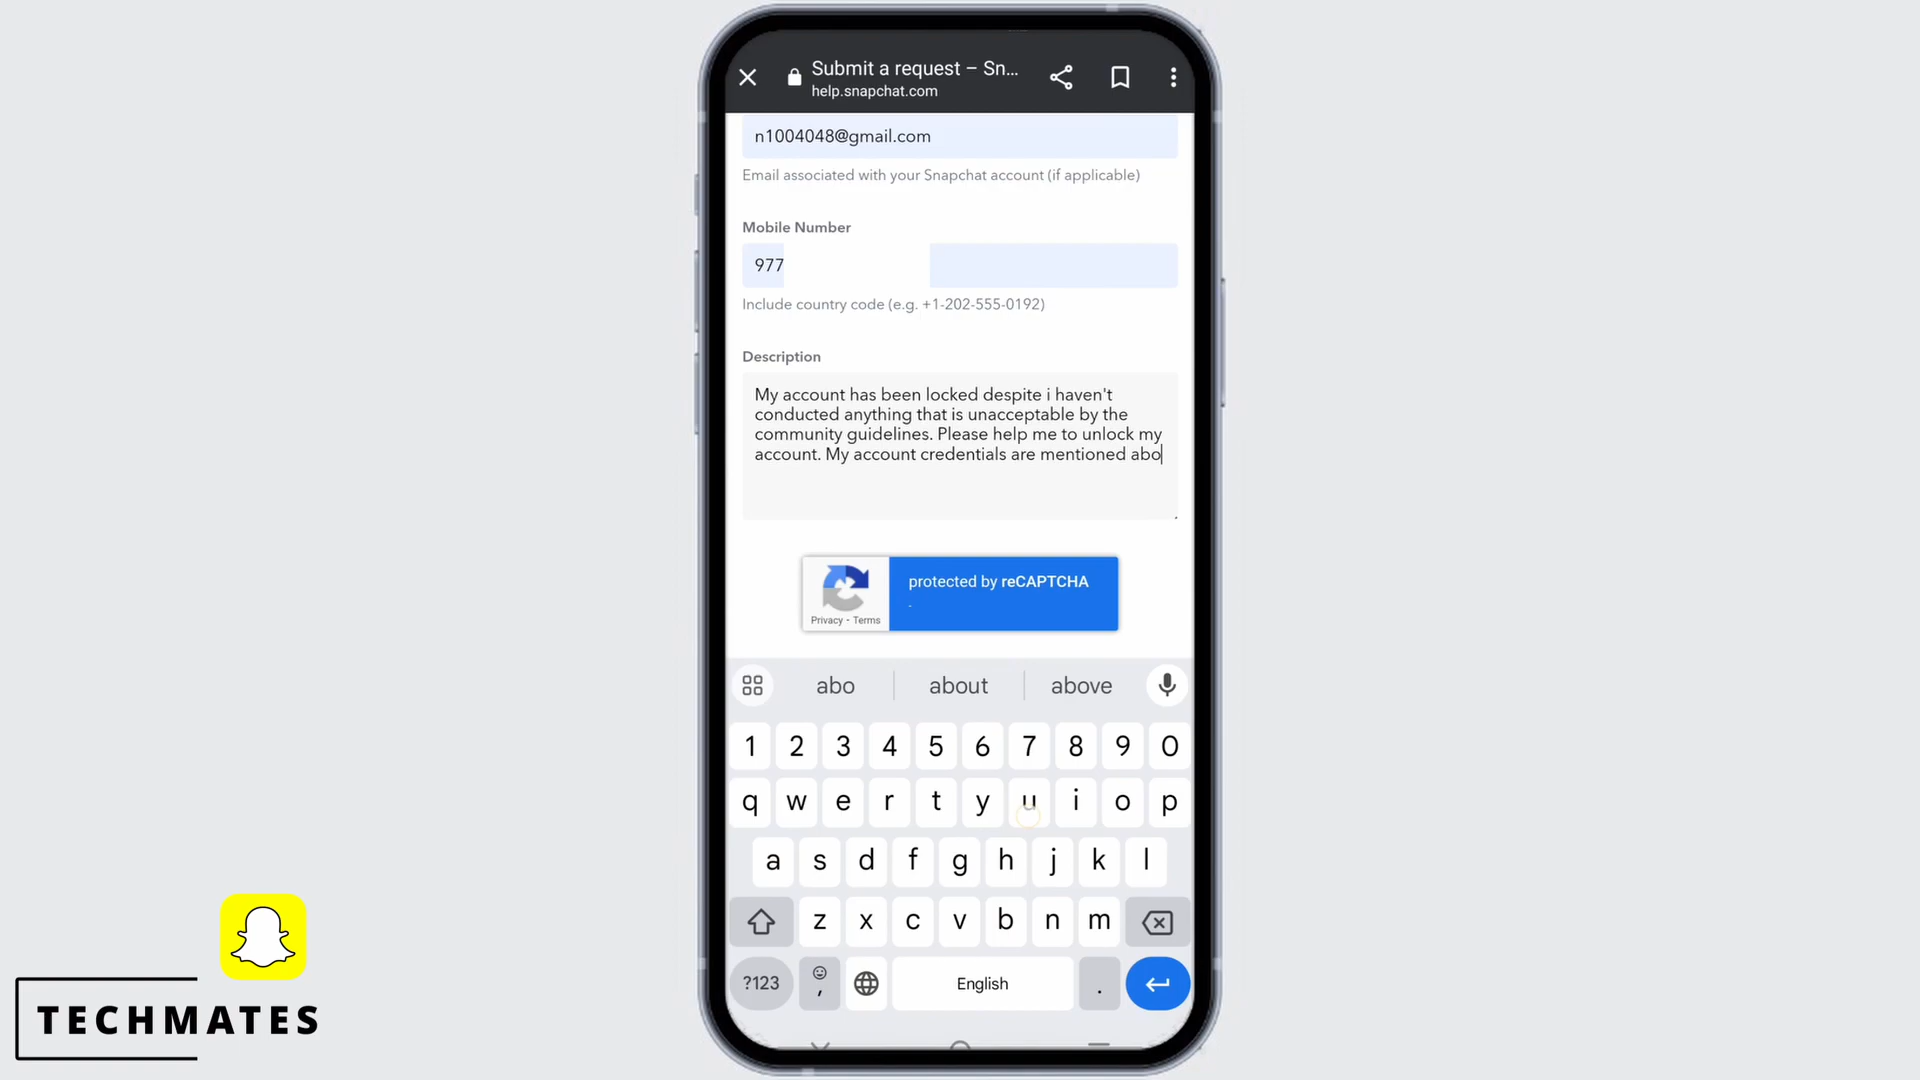 Submit a request – Sn...
help.snapchat.com
n1004048@gmail.com
Email associated with your Snapchat account (if applicable)
Mobile Number
977
Include country code (e.g. +1-202-555-0192)
Description
My account has been locked despite i haven't
conducted anything that is unacceptable by the
community guidelines. Please help me to unlock my
account. My account credentials are mentioned abo
protected by reCAPTCHA
Privacy - Terms
abo about above
1 2 3 4 5 6 7 8 9 0
q w e r t y u i o p
a s d f g h j k l
z x c v b n m
?123 , English .
TECHMATES